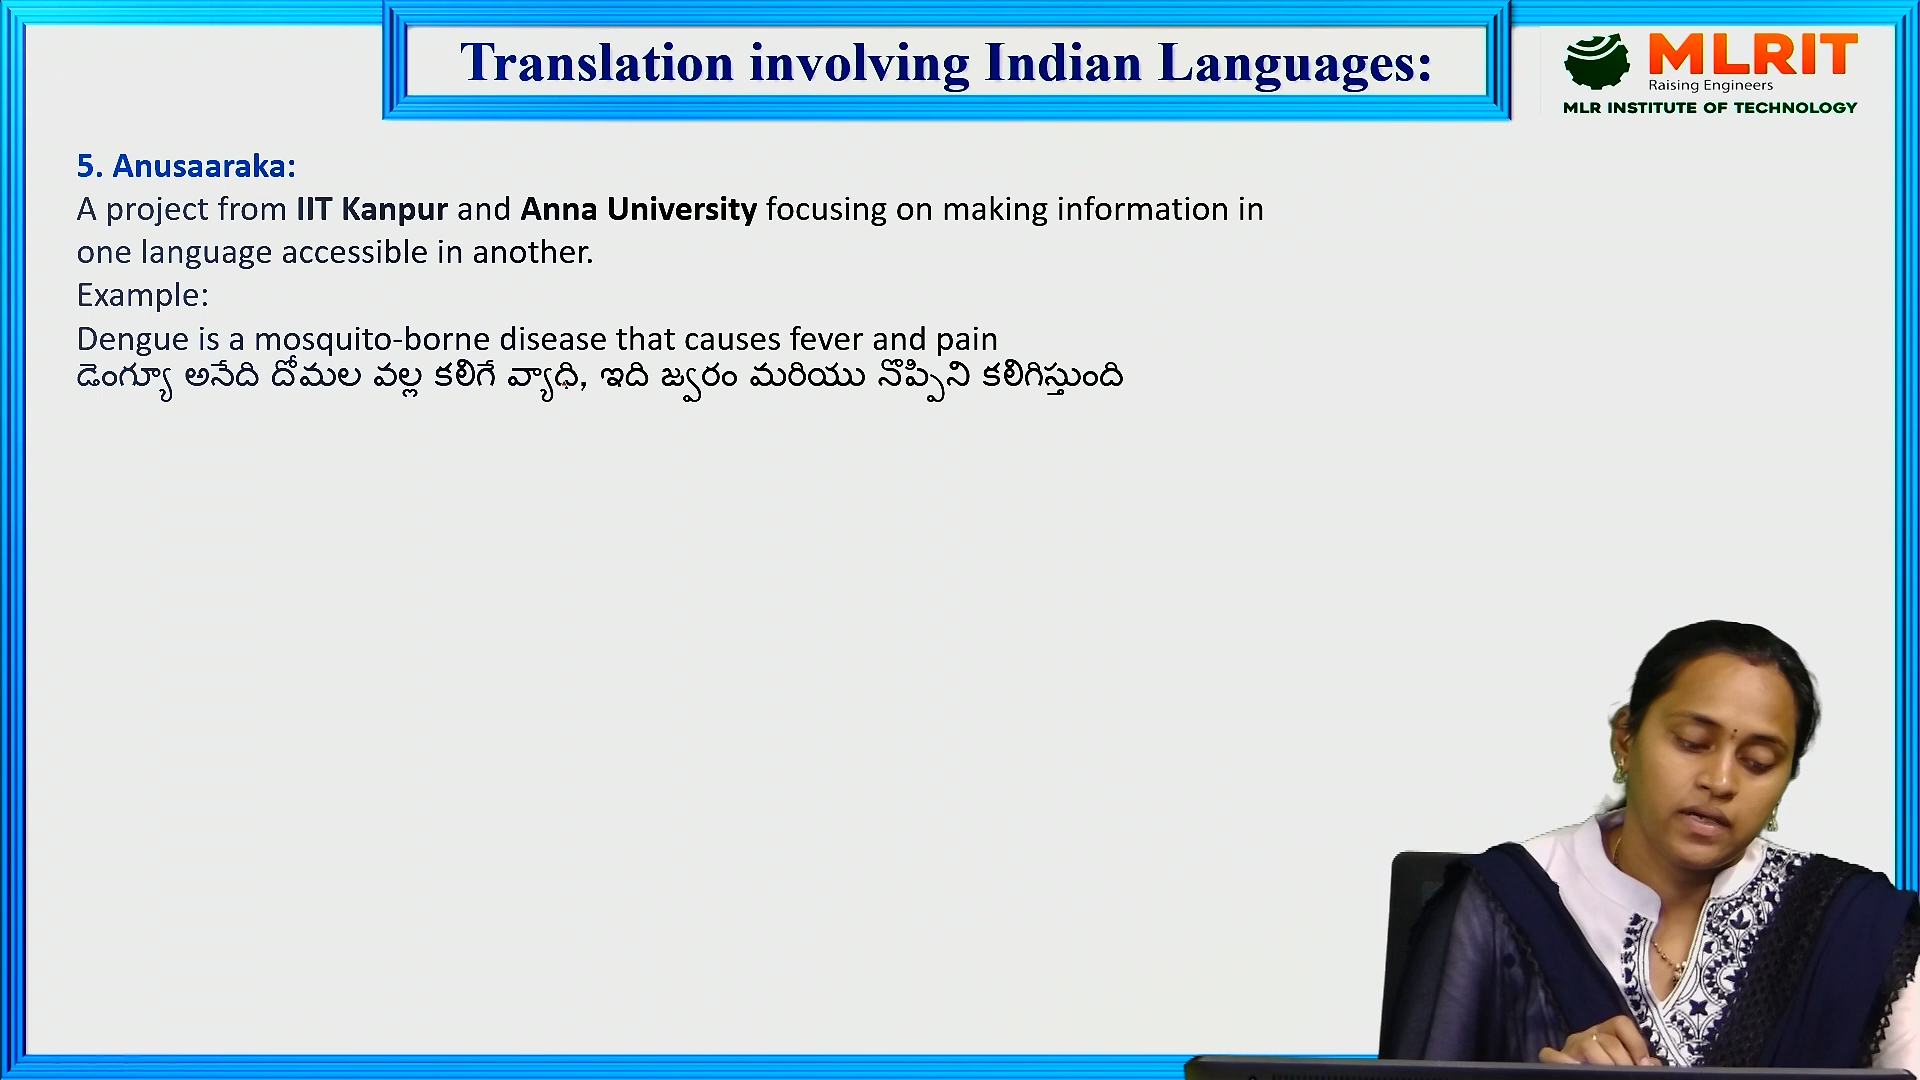 Translation involving Indian Languages:
MLRIT
Raising Engineers
MLR INSTITUTE OF TECHNOLOGY
5. Anusaaraka:
A project from IIT Kanpur and Anna University focusing on making information in
one language accessible in another.
Example:
Dengue is a mosquito-borne disease that causes fever and pain
డెంగ్యూ అనేది దోమల వల్ల కలిగే వ్యాధి, ఇది జ్వరం మరియు నొప్పిని కలిగిస్తుంది